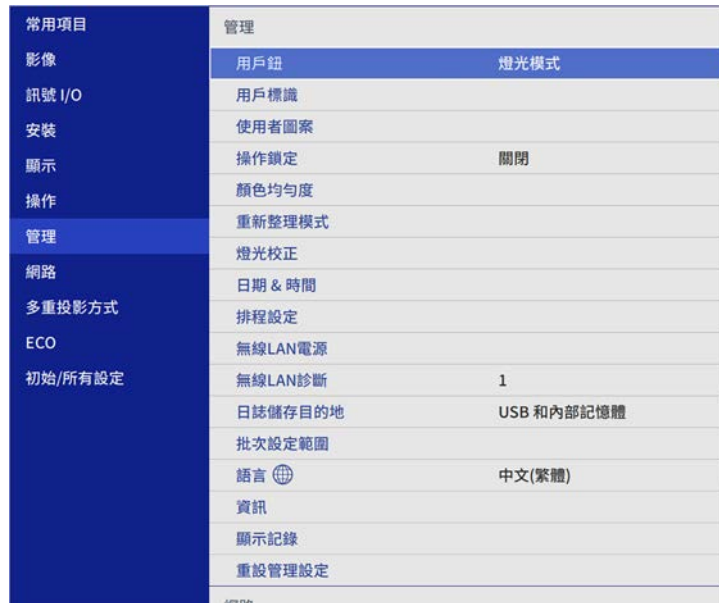 常用項目
影像
訊號 I/O
安裝
顯示
操作
管理
網路
多重投影方式
ECO
初始/所有設定
管理
用戶鈕 燈光模式
用戶標識
使用者圖案
操作鎖定 關閉
顏色均勻度
重新整理模式
燈光校正
日期 & 時間
排程設定
無線LAN電源
無線LAN診斷 1
日誌儲存目的地 USB 和內部記憶體
批次設定範圍
語言 中文(繁體)
資訊
顯示記錄
重設管理設定